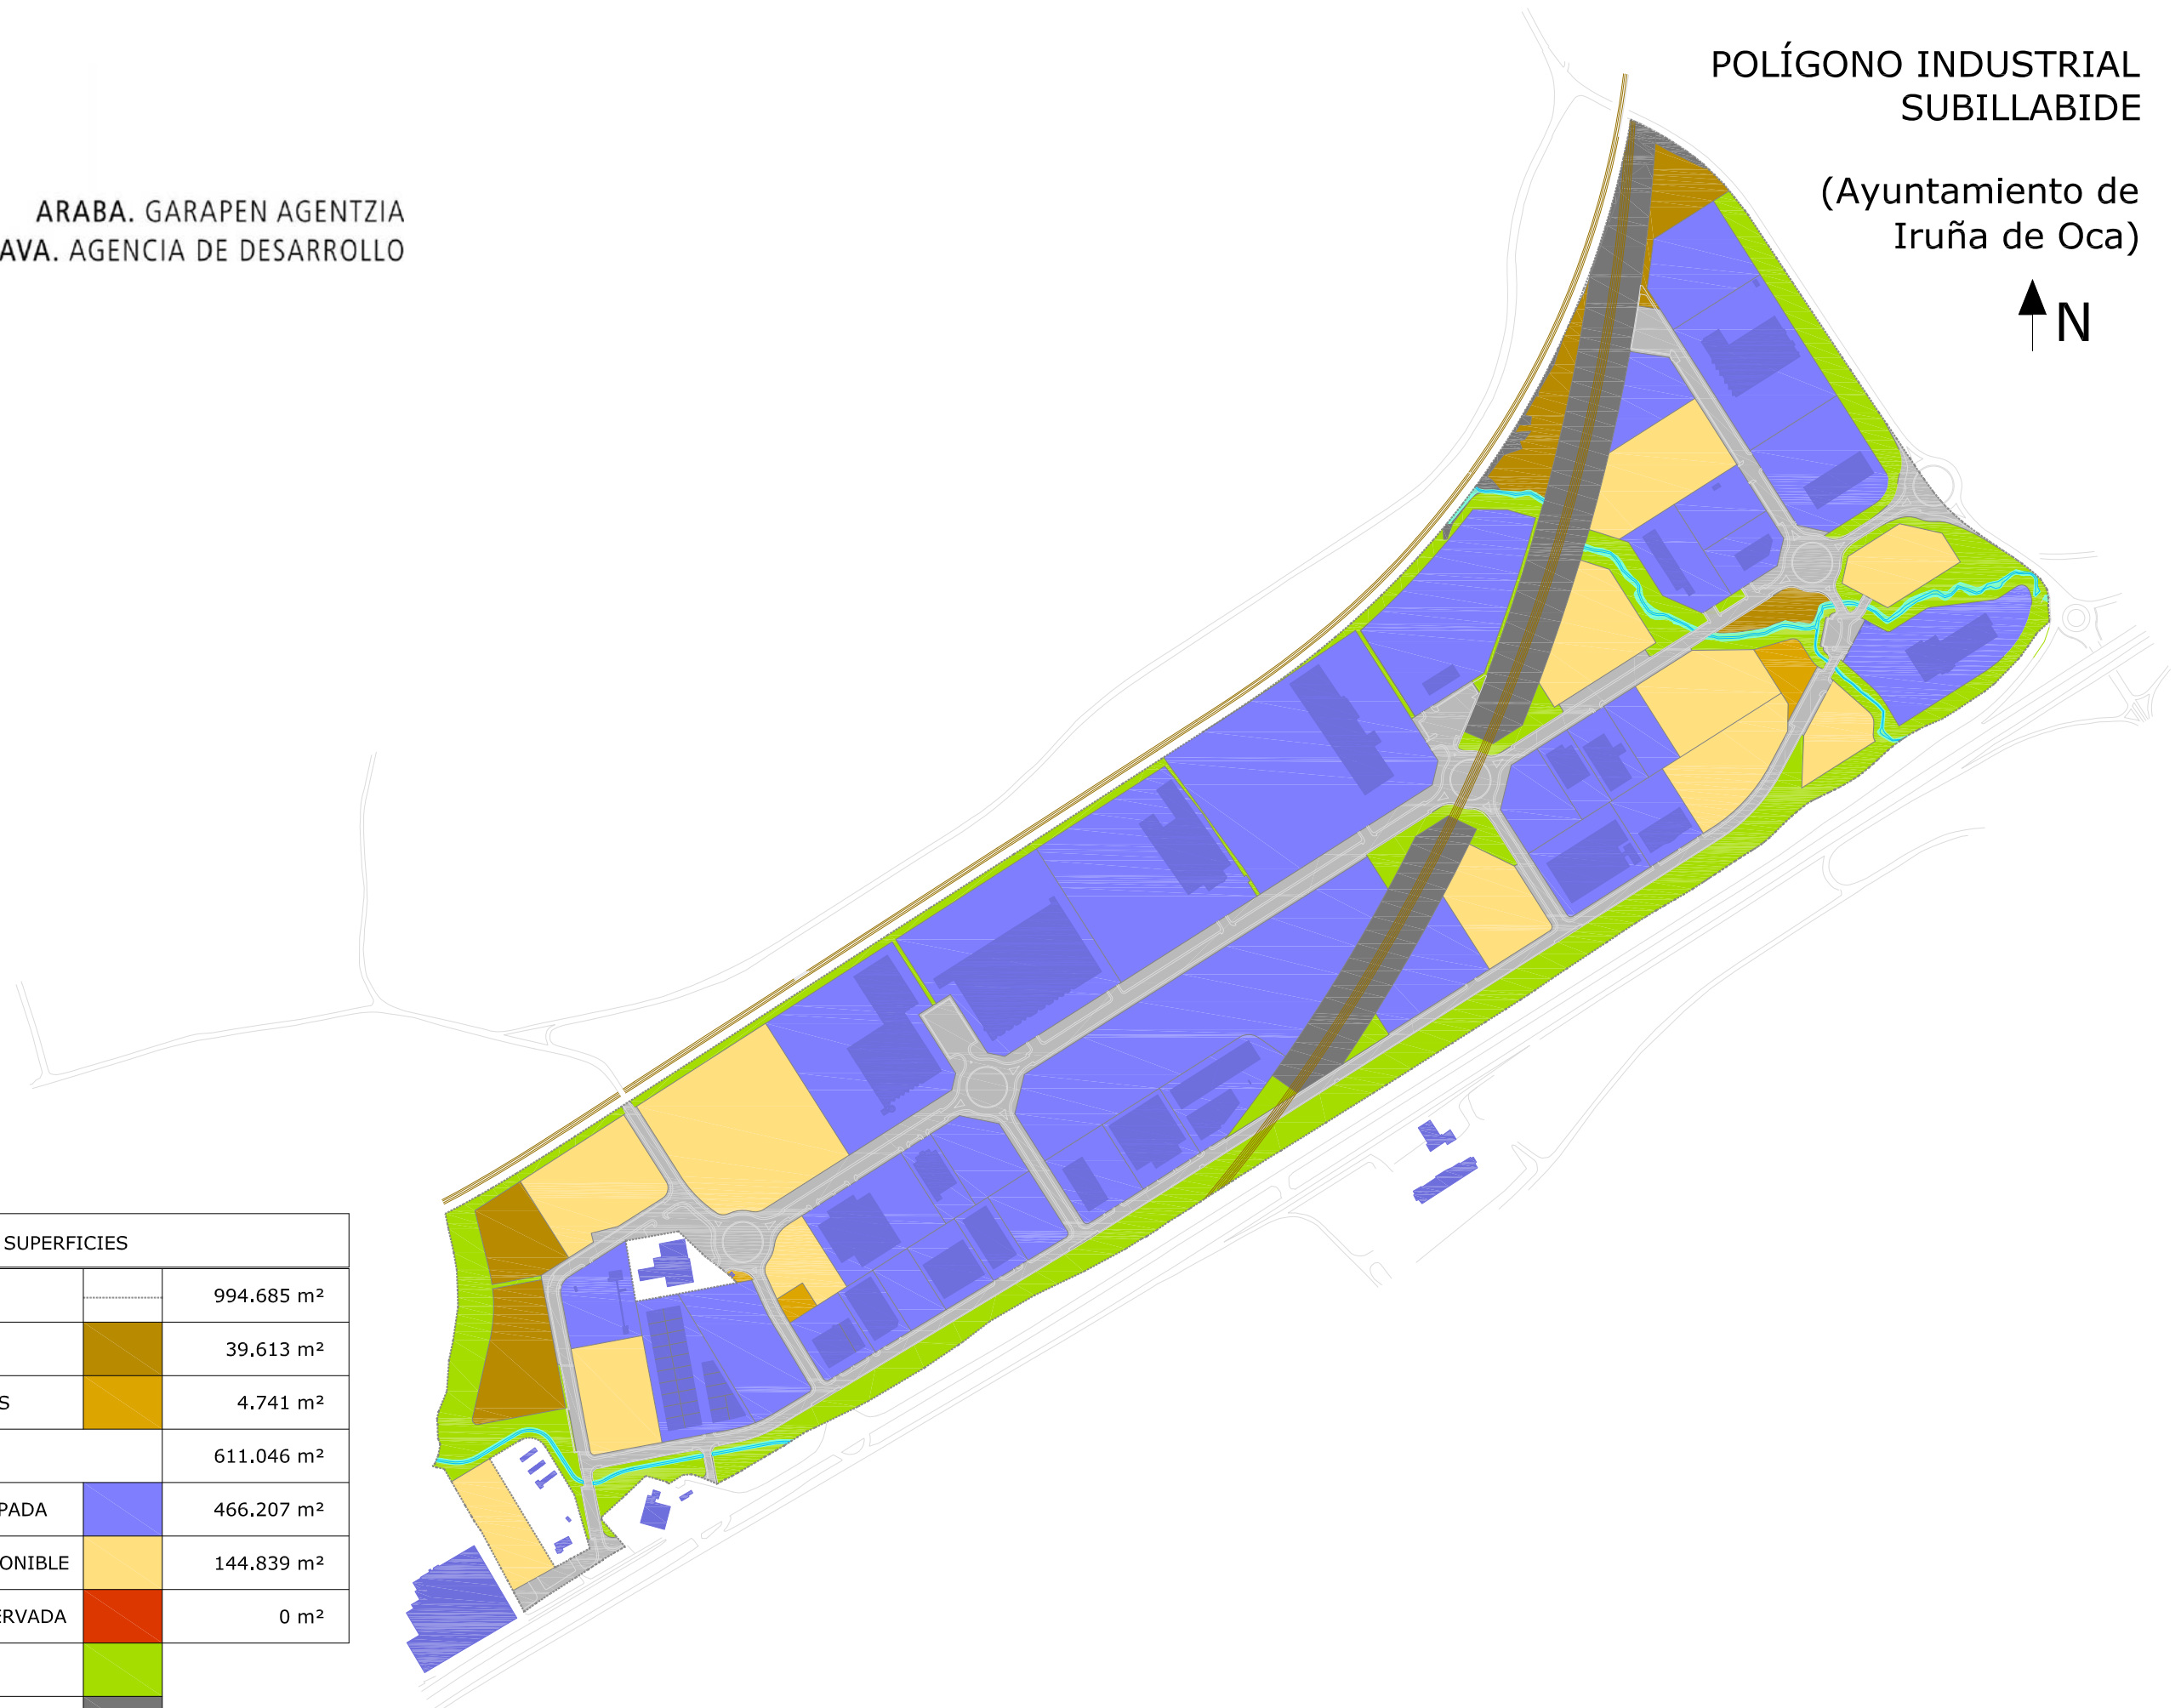 POLÍGONO INDUSTRIAL
SUBILLABIDE
(Ayuntamiento de
Iruña de Oca)
N
ARABA. GARAPEN AGENTZIA
AVA. AGENCIA DE DESARROLLO
SUPERFICIES
994.685 m²
39.613 m²
S 4.741 m²
611.046 m²
PADA 466.207 m²
ONIBLE 144.839 m²
ERVADA 0 m²